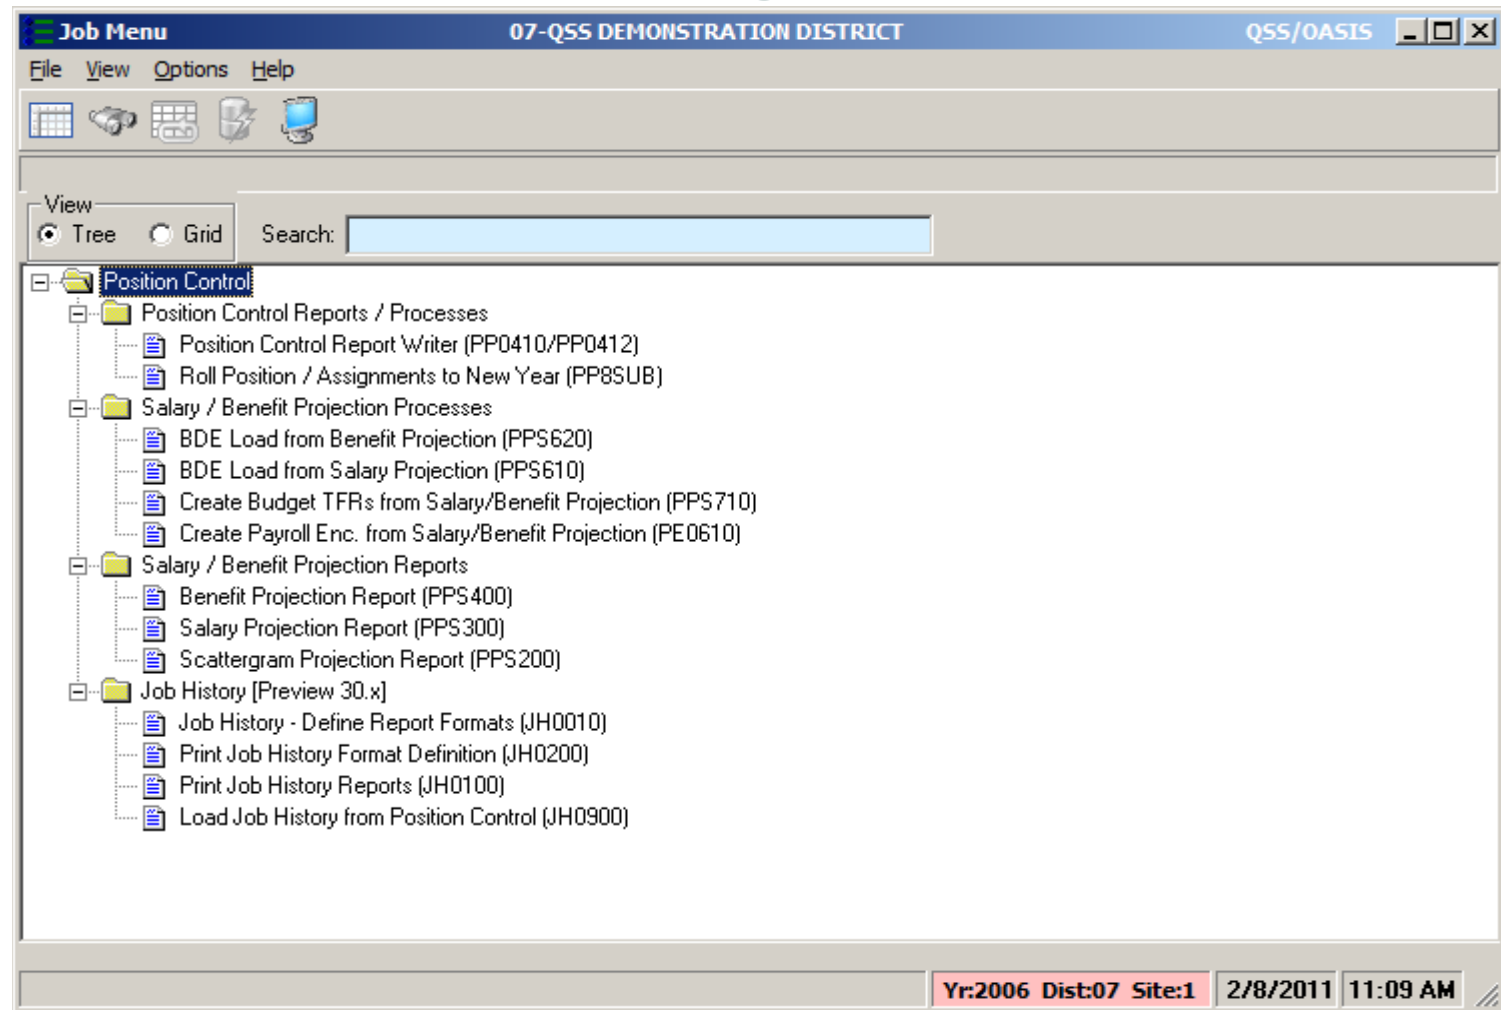 Job Menu 07-QSS DEMONSTRATION DISTRICT QSS/OASIS
File View Options Help
View
Tree Grid Search:
Position Control
Position Control Reports / Processes
Position Control Report Writer (PP0410/PP0412)
Roll Position / Assignments to New Year (PP8SUB)
Salary / Benefit Projection Processes
BDE Load from Benefit Projection (PPS620)
BDE Load from Salary Projection (PPS610)
Create Budget TFRs from Salary/Benefit Projection (PPS710)
Create Payroll Enc. from Salary/Benefit Projection (PE0610)
Salary / Benefit Projection Reports
Benefit Projection Report (PPS400)
Salary Projection Report (PPS300)
Scattergram Projection Report (PPS200)
Job History [Preview 30.x]
Job History - Define Report Formats (JH0010)
Print Job History Format Definition (JH0200)
Print Job History Reports (JH0100)
Load Job History from Position Control (JH0900)
Yr:2006 Dist:07 Site:1 2/8/2011 11:09 AM